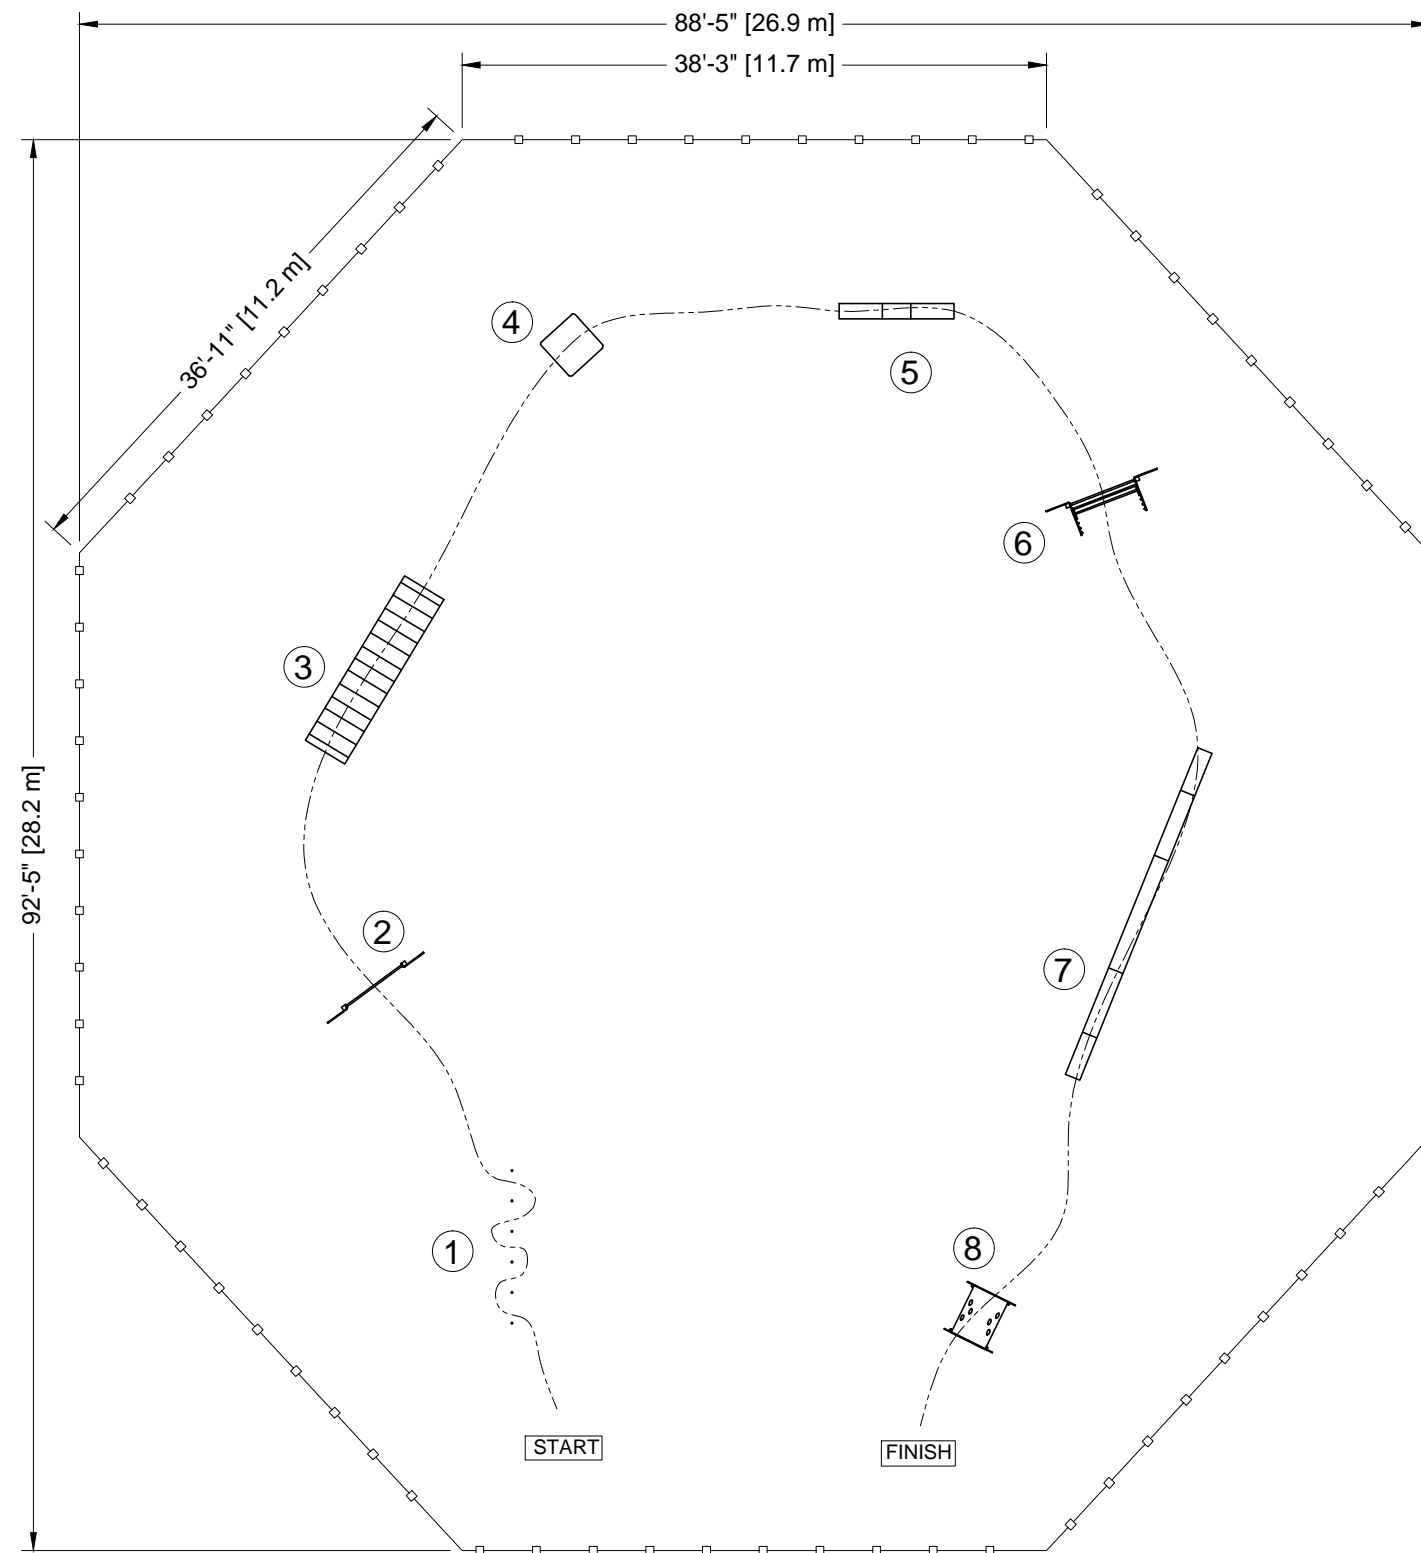 88'-5" [26.9 m]
38'-3" [11.7 m]
36'-11" [11.2 m]
4
5
6
3
92'-5" [28.2 m]
2
7
1
8
START
FINISH